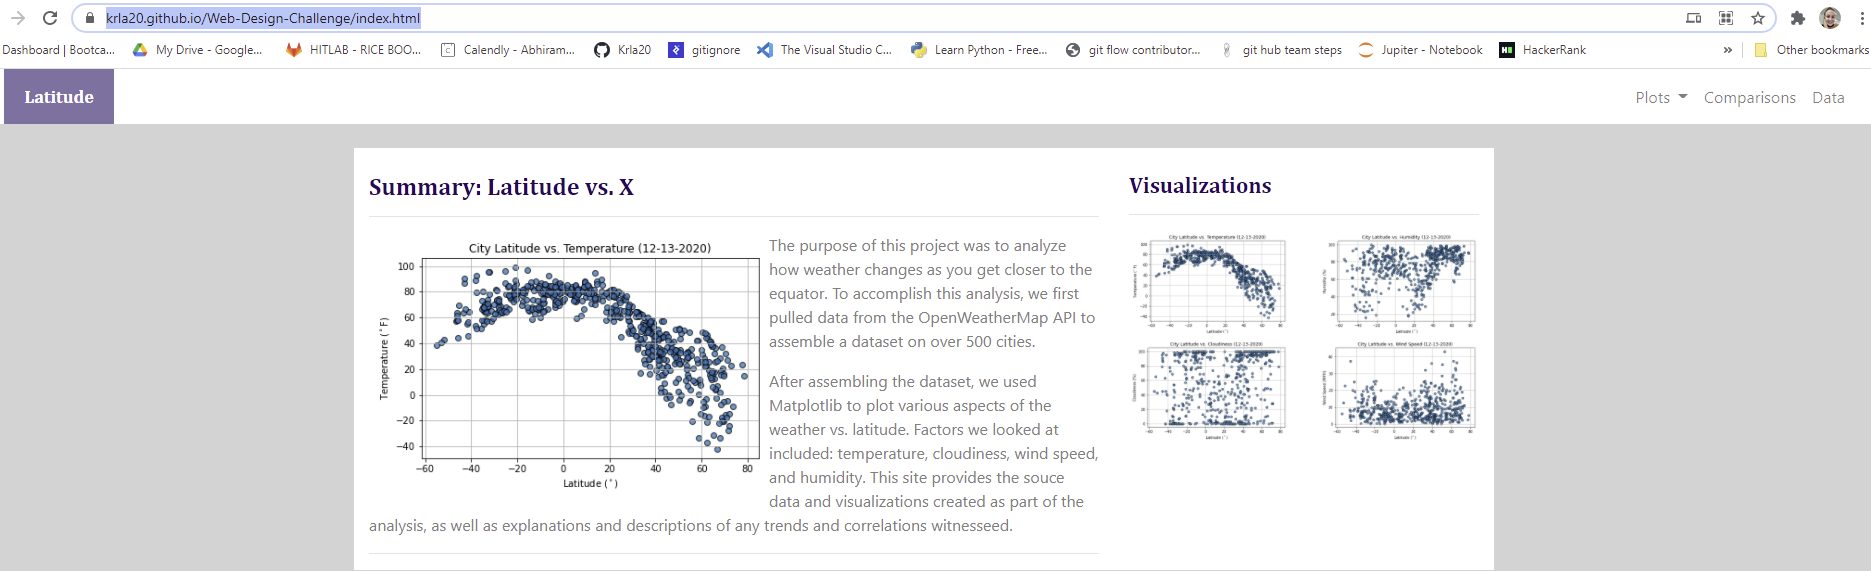 krla20.github.io/Web-Design-Challenge/index.html
Dashboard | Bootca... My Drive - Google... HITLAB - RICE BOO... Calendly - Abhiram... Krla20 gitignore The Visual Studio C... Learn Python - Free... git flow contributor... git hub team steps Jupiter - Notebook HackerRank » Other bookmarks
Latitude
Plots Comparisons Data
Summary: Latitude vs. X
City Latitude vs. Temperature (12-13-2020)
100
80
60
40
20
0
−20
−40
Temperature (°F)
−60 −40 −20 0 20 40 60 80
Latitude (°)
The purpose of this project was to analyze
how weather changes as you get closer to the
equator. To accomplish this analysis, we first
pulled data from the OpenWeatherMap API to
assemble a dataset on over 500 cities.
After assembling the dataset, we used
Matplotlib to plot various aspects of the
weather vs. latitude. Factors we looked at
included: temperature, cloudiness, wind speed,
and humidity. This site provides the souce
data and visualizations created as part of the
analysis, as well as explanations and descriptions of any trends and correlations witnesseed.
Visualizations
City Latitude vs. Temperature (12-13-2020)
Temperature (°F)
Latitude (°)
City Latitude vs. Humidity (12-13-2020)
Humidity (%)
Latitude (°)
City Latitude vs. Cloudiness (12-13-2020)
Cloudiness (%)
Latitude (°)
City Latitude vs. Wind Speed (12-13-2020)
Wind Speed (MPH)
Latitude (°)